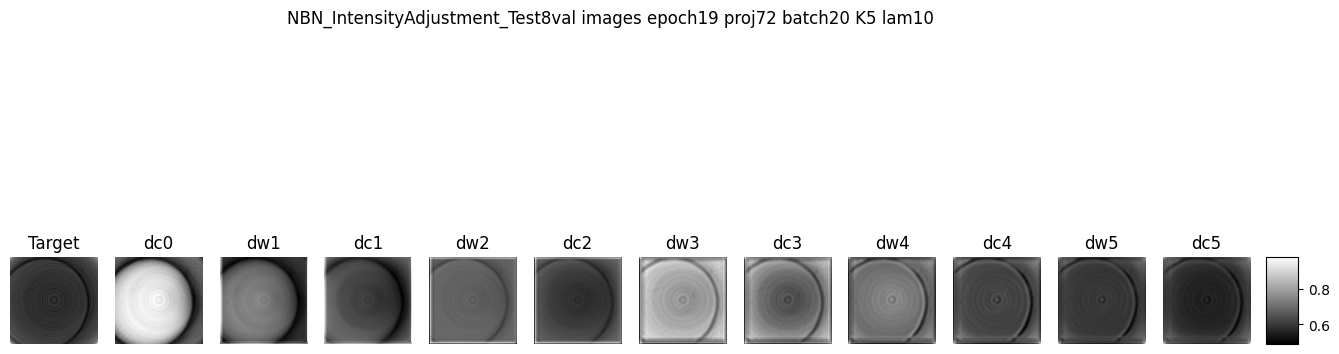 NBN_IntensityAdjustment_Test8val images epoch19 proj72 batch20 K5 lam10
Target dc0 dw1 dc1 dw2 dc2 dw3 dc3 dw4 dc4 dw5 dc5
0.8
0.6